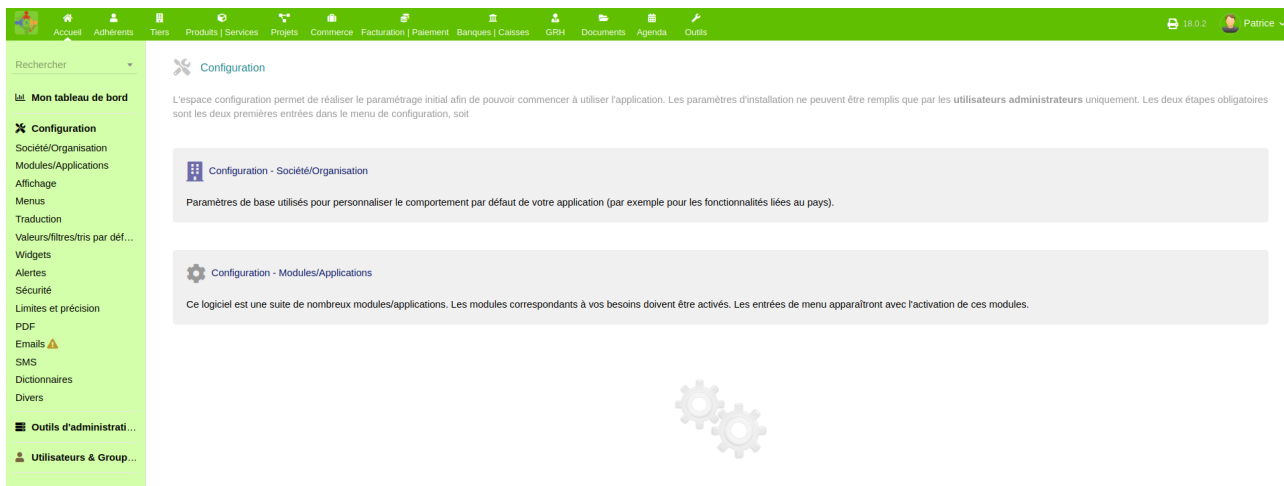 Accueil
Adhérents
Tiers
Produits | Services
Projets
Commerce
Facturation | Paiement
Banques | Caisses
GRH
Documents
Agenda
Outils
18.0.2
Patrice
Rechercher
Mon tableau de bord
Configuration
Société/Organisation
Modules/Applications
Affichage
Menus
Traduction
Valeurs/filtres/tris par déf...
Widgets
Alertes
Sécurité
Limites et précision
PDF
Emails
SMS
Dictionnaires
Divers
Outils d'administrati...
Utilisateurs & Group...
Configuration
L'espace configuration permet de réaliser le paramétrage initial afin de pouvoir commencer à utiliser l'application. Les paramètres d'installation ne peuvent être remplis que par les utilisateurs administrateurs uniquement. Les deux étapes obligatoires
sont les deux premières entrées dans le menu de configuration, soit
Configuration - Société/Organisation
Paramètres de base utilisés pour personnaliser le comportement par défaut de votre application (par exemple pour les fonctionnalités liées au pays).
Configuration - Modules/Applications
Ce logiciel est une suite de nombreux modules/applications. Les modules correspondants à vos besoins doivent être activés. Les entrées de menu apparaîtront avec l'activation de ces modules.